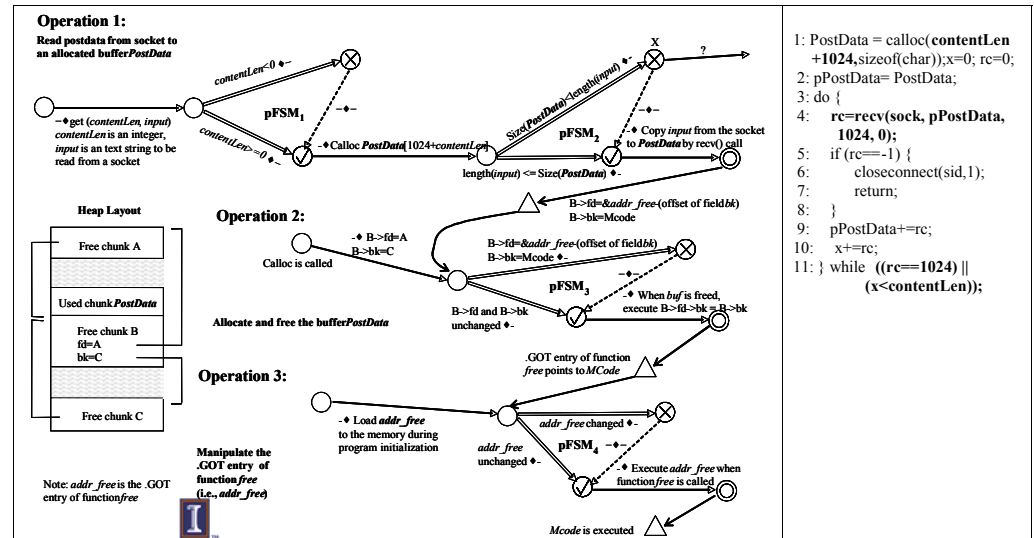 Operation 1:
Read postdata from socket to
an allocated buffer PostData
contentLen<0 ♦−
pFSM1
contentLen>=0 ♦−
−♦get (contentLen, input)
contentLen is an integer,
input is an text string to be
read from a socket
−♦−
-♦Calloc PostData[1024+contentLen]
X
?
Size(PostData)<length(input) ♦−
pFSM2
−♦−
length(input) <= Size(PostData) ♦-
-♦ Copy input from the socket
to PostData by recv() call
B->fd=&addr_free-(offset of field bk)
B->bk=Mcode
Heap Layout
Free chunk A
Used chunk PostData
Free chunk B
fd=A
bk=C
Free chunk C
Note: addr_free is the .GOT
entry of function free
Operation 2:
-♦ B->fd=A
B->bk=C
Calloc is called
B->fd=&addr_free-(offset of field bk)
B->bk=Mcode ♦-
pFSM3
−♦−
B->fd and B->bk
unchanged ♦-
-♦ When buf is freed,
execute B->fd->bk = B->bk
Allocate and free the buffer PostData
.GOT entry of function
free points to MCode
Operation 3:
-♦ Load addr_free
to the memory during
program initialization
addr_free changed ♦-
addr_free
unchanged ♦-
pFSM4
−♦−
-♦ Execute addr_free when
function free is called
Manipulate the
.GOT entry of
function free
(i.e., addr_free)
I
Mcode is executed
1: PostData = calloc(contentLen
+1024,sizeof(char));x=0; rc=0;
2: pPostData= PostData;
3: do {
4: rc=recv(sock, pPostData,
1024, 0);
5: if (rc==-1) {
6: closeconnect(sid,1);
7: return;
8: }
9: pPostData+=rc;
10: x+=rc;
11: } while ((rc==1024) ||
(x<contentLen));